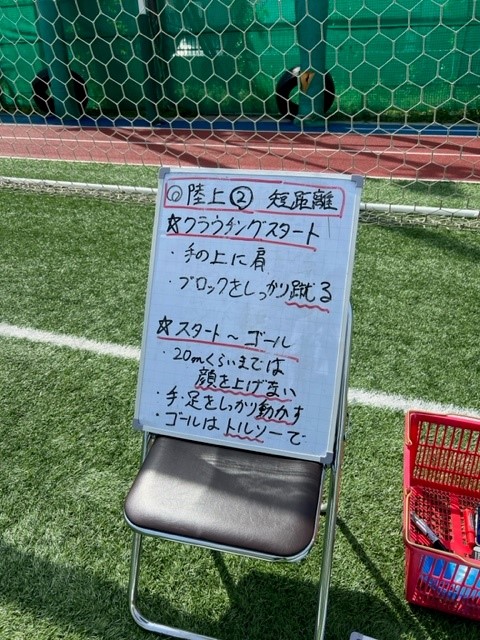 ◎陸上② 短距離
☆クラウチングスタート
・手の上に肩
・ブロックをしっかり蹴る
☆スタート～ゴール
・20mくらいまでは
顔を上げない
・手・足をしっかり動かす
・ゴールはトルソーで